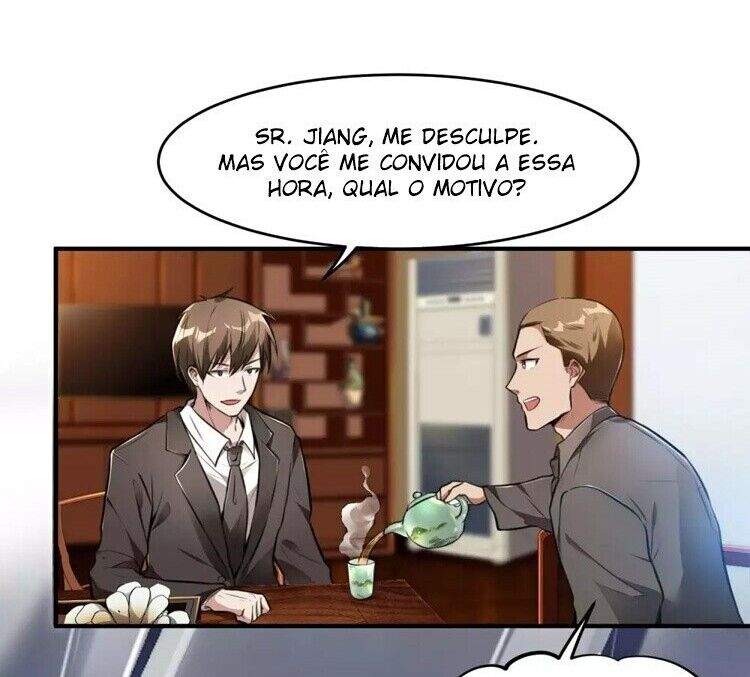 SR. JIANG, ME DESCULPE.
MAS VOCÊ ME CONVIDOU A ESSA
HORA, QUAL O MOTIVO?